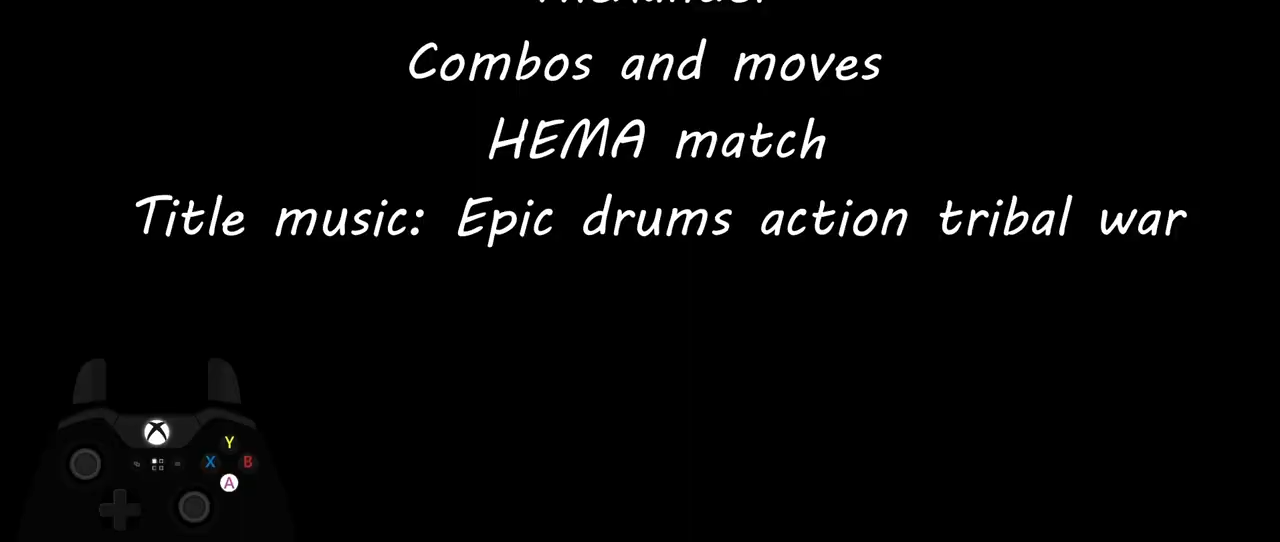 Combos and moves
HEMA match
Title music: Epic drums action tribal war
Y
X B
A